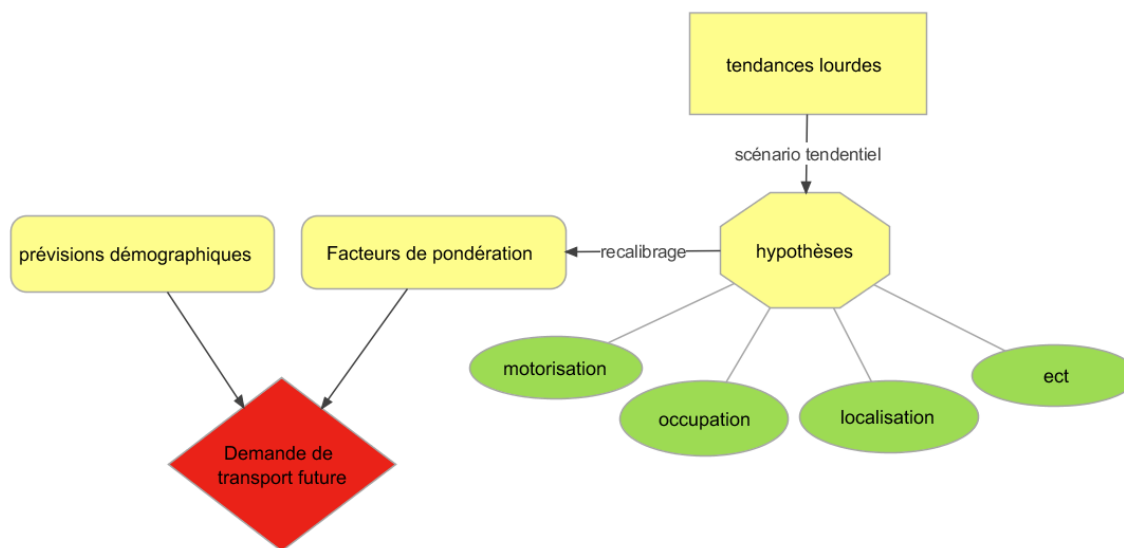 tendances lourdes
scénario tendentiel
prévisions démographiques
Facteurs de pondération
recalibrage
hypothèses
motorisation
occupation
localisation
ect
Demande de
transport future